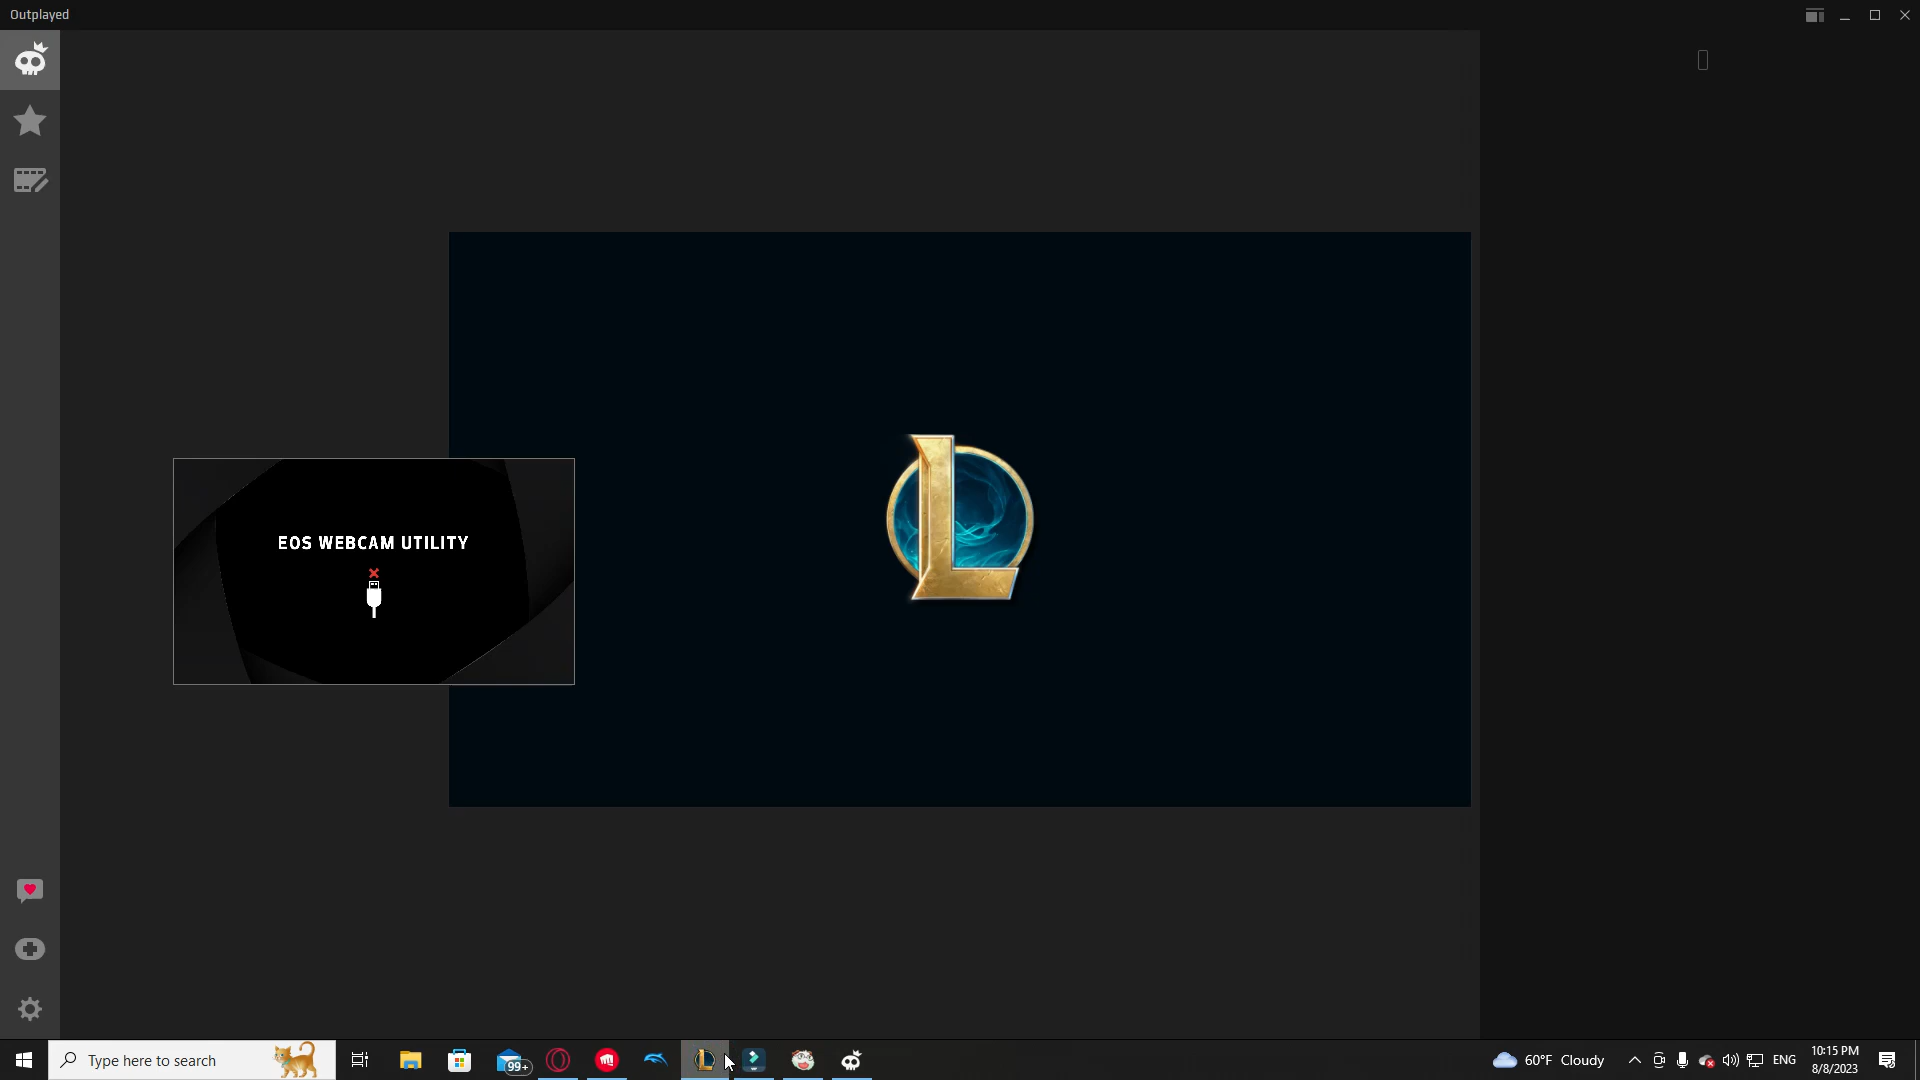 Outplayed
EOS WEBCAM UTILITY
Type here to search
99+
60°F Cloudy
ENG
10:15 PM
8/8/2023